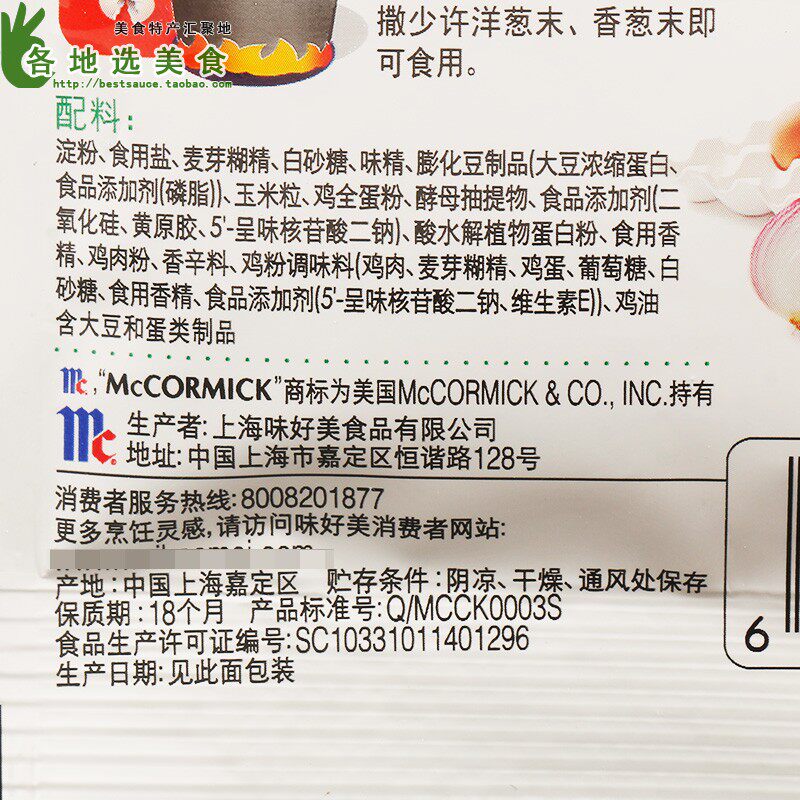 撒少许洋葱末、香葱末即
可食用。
美食特产汇聚地
各地选美食
http://bestsauce.taobao.com
配料:
淀粉、食用盐、麦芽糊精、白砂糖、味精、膨化豆制品(大豆浓缩蛋白、
食品添加剂(磷脂))、玉米粒、鸡全蛋粉、酵母抽提物、食品添加剂(二
氧化硅、黄原胶、5'-呈味核苷酸二钠)、酸水解植物蛋白粉、食用香
精、鸡肉粉、香辛料、鸡粉调味料(鸡肉、麦芽糊精、鸡蛋、葡萄糖、白
砂糖、食用香精、食品添加剂(5'-呈味核苷酸二钠、维生素E))、鸡油
含大豆和蛋类制品
Mc,"McCORMICK"商标为美国McCORMICK & CO., INC.持有
Mc
生产者:上海味好美食品有限公司
地址:中国上海市嘉定区恒谐路128号
消费者服务热线:8008201877
更多烹饪灵感,请访问味好美消费者网站:
产地:中国上海嘉定区 贮存条件:阴凉、干燥、通风处保存
保质期:18个月 产品标准号:Q/MCCK0003S
食品生产许可证编号:SC10331011401296
生产日期:见此面包装
6